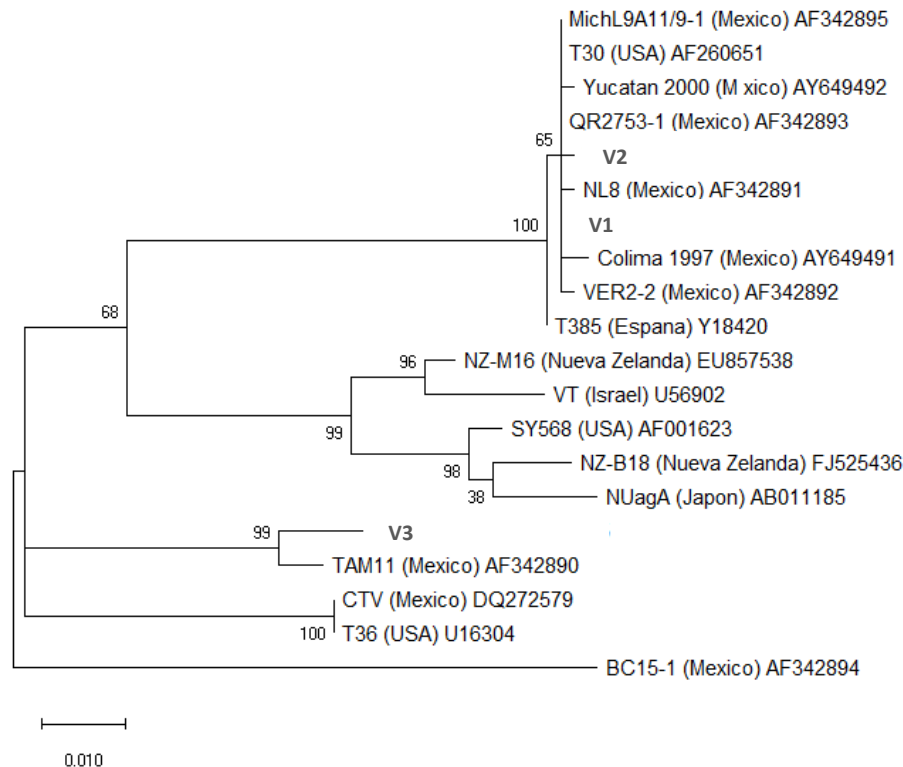 MichL9A11/9-1 (Mexico) AF342895
T30 (USA) AF260651
Yucatan 2000 (M xico) AY649492
QR2753-1 (Mexico) AF342893
65
V2
NL8 (Mexico) AF342891
100
V1
Colima 1997 (Mexico) AY649491
VER2-2 (Mexico) AF342892
68
T385 (Espana) Y18420
96
NZ-M16 (Nueva Zelanda) EU857538
VT (Israel) U56902
99
SY568 (USA) AF001623
98
NZ-B18 (Nueva Zelanda) FJ525436
38
NUagA (Japon) AB011185
99
V3
TAM11 (Mexico) AF342890
CTV (Mexico) DQ272579
100
T36 (USA) U16304
BC15-1 (Mexico) AF342894
0.010